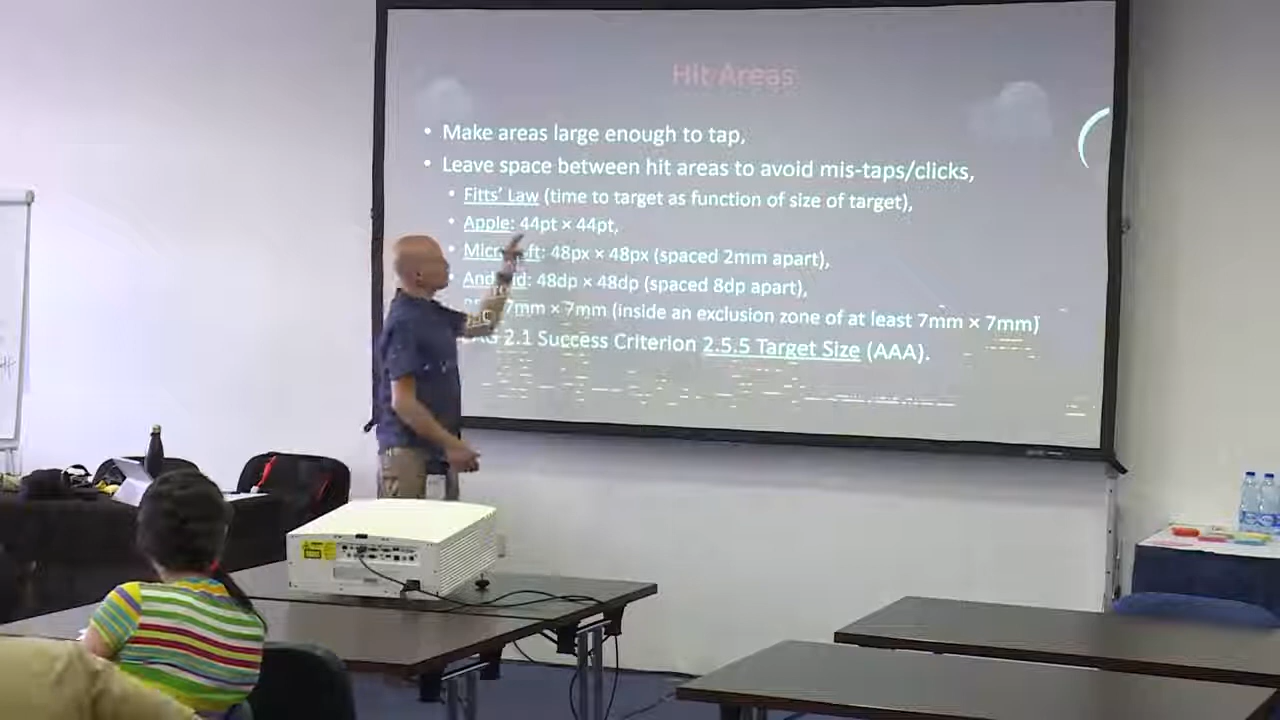 Hit Areas
• Make areas large enough to tap,
• Leave space between hit areas to avoid mis-taps/clicks,
• Fitts' Law (time to target as function of size of target),
• Apple: 44pt × 44pt,
• 48px × 48px (spaced 2mm apart),
• 48dp × 48dp (spaced 8dp apart),
7mm × 7mm (inside an exclusion zone of at least 7mm × 7mm)
2.1 Success Criterion 2.5.5 Target Size (AAA).